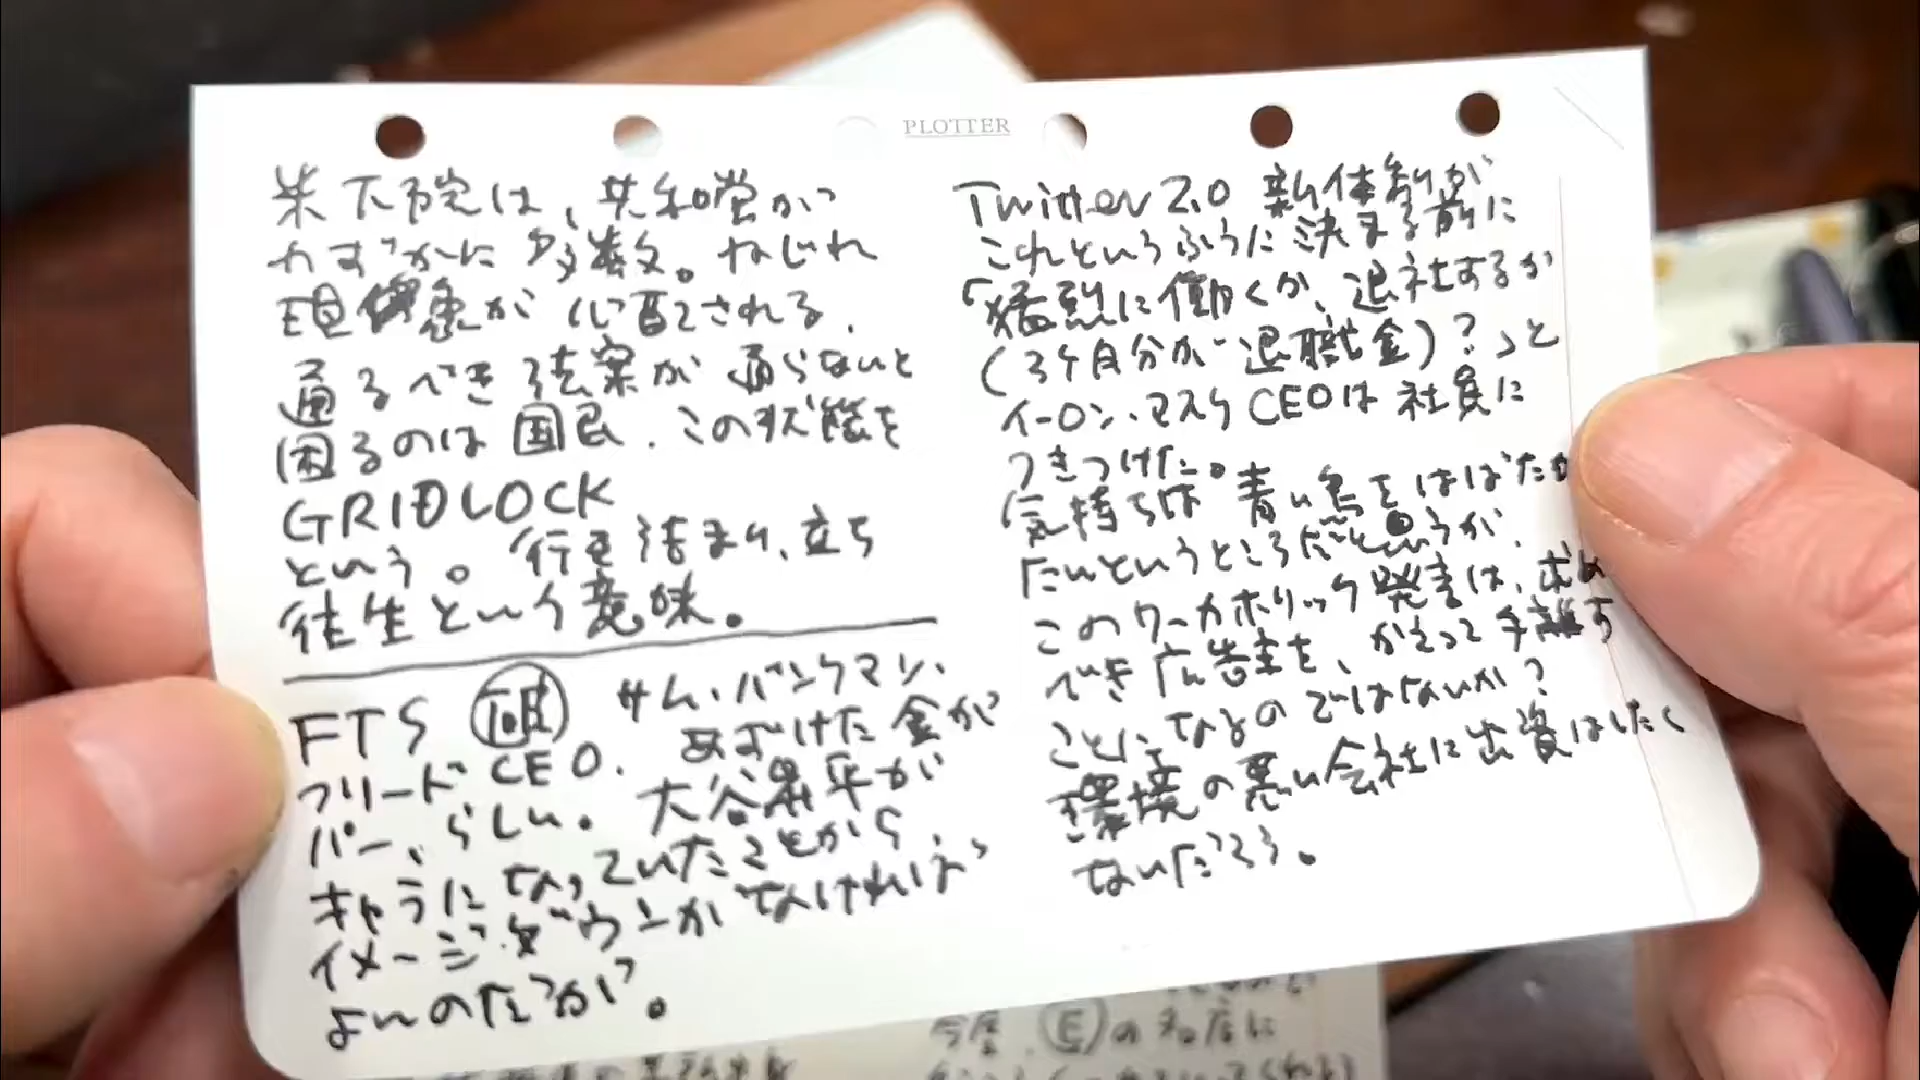 PLOTTER
米下院は、共和党が
わずかに多数。ねじれ
現象が心配される.
通るべき法案が通らないと
困るのは国民. この状態を
GRIDLOCK
という。行き詰まり、立ち
往生という意味。
FTS 破 サム・バンクマン、
フリードCEO. あずけた金が
パー、らしい。大谷翔平が
キャラになっていたことから
イメージダウンがなければ
よいのだが。
Twitter 2.0 新体制が
これというふうに決まる前に
「猛烈に働くか、退社するか
(3ケ月分が退職金)?」と
イーロン・マスクCEOは社員に
つきつけた。
気持ちは青い鳥をはばたか
たいというところだと思うが、
このワーカホリック発言は、求め
べき広告主を、かえって手離す
ことになるのではないか?
環境の悪い会社に出資はしたく
ないだろう。
の名店に